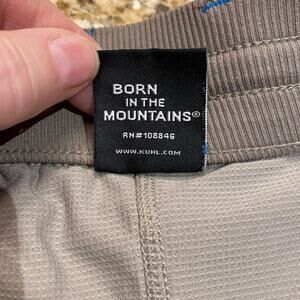 BORN
IN THE
MOUNTAINS®
RN#108846
WWW.KUHL.COM